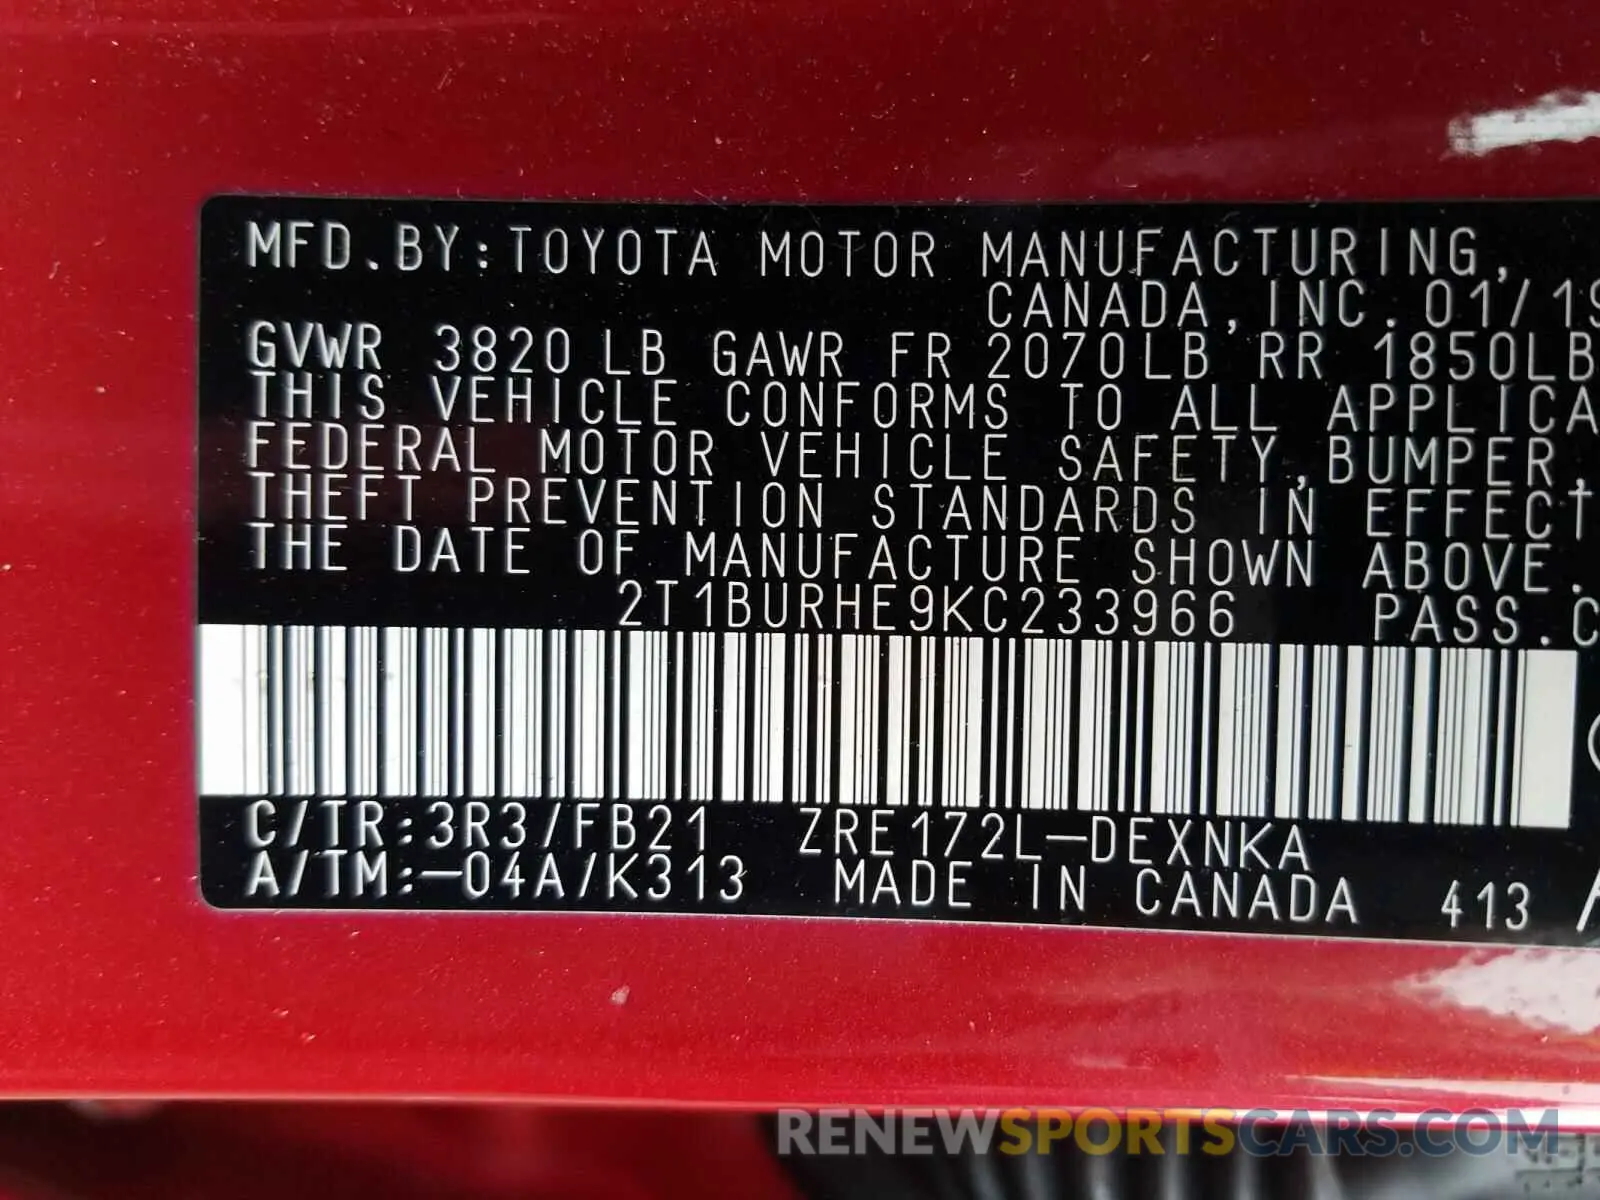 MFD.BY:TOYOTA MOTOR MANUFACTURING,
CANADA,INC.01/19
GVWR 3820 LB GAWR FR 2070LB RR 1850LB
THIS VEHICLE CONFORMS TO ALL APPLICA
FEDERAL MOTOR VEHICLE SAFETY,BUMPER,
THEFT PREVENTION STANDARDS IN EFFECT
THE DATE OF MANUFACTURE SHOWN ABOVE.
2T1BURHE9KC233966 PASS.C
C/TR:3R3/FB21 ZRE172L-DEXNKA
A/TM:-04A/K313 MADE IN CANADA 413
RENEWSPORTSCARS.COM